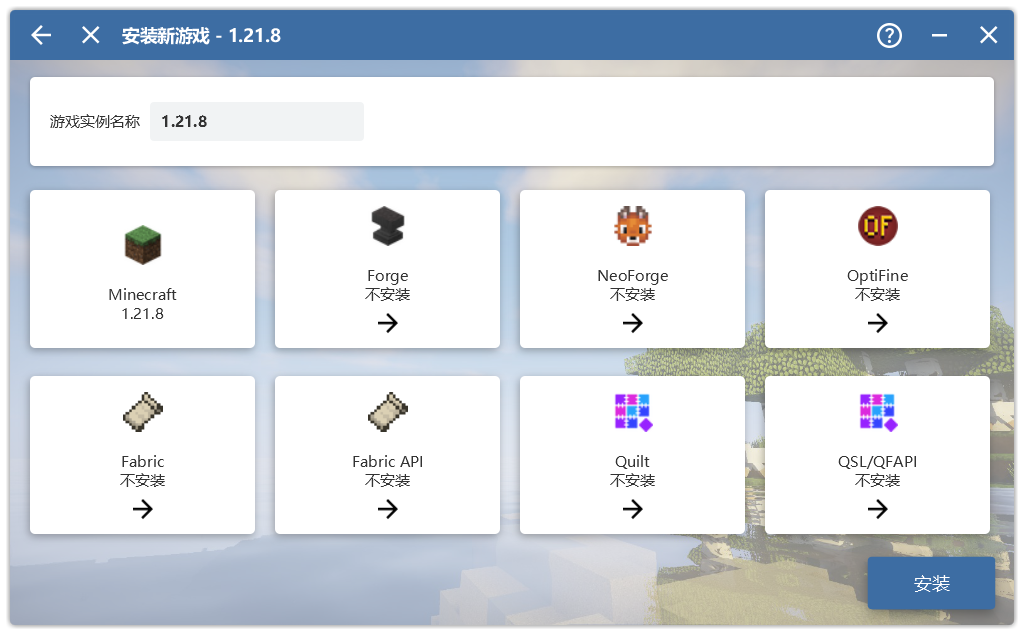 安装新游戏 - 1.21.8
游戏实例名称
1.21.8
Minecraft
1.21.8
Forge
不安装
NeoForge
不安装
OF
OptiFine
不安装
Fabric
不安装
Fabric API
不安装
Quilt
不安装
QSL/QFAPI
不安装
安装